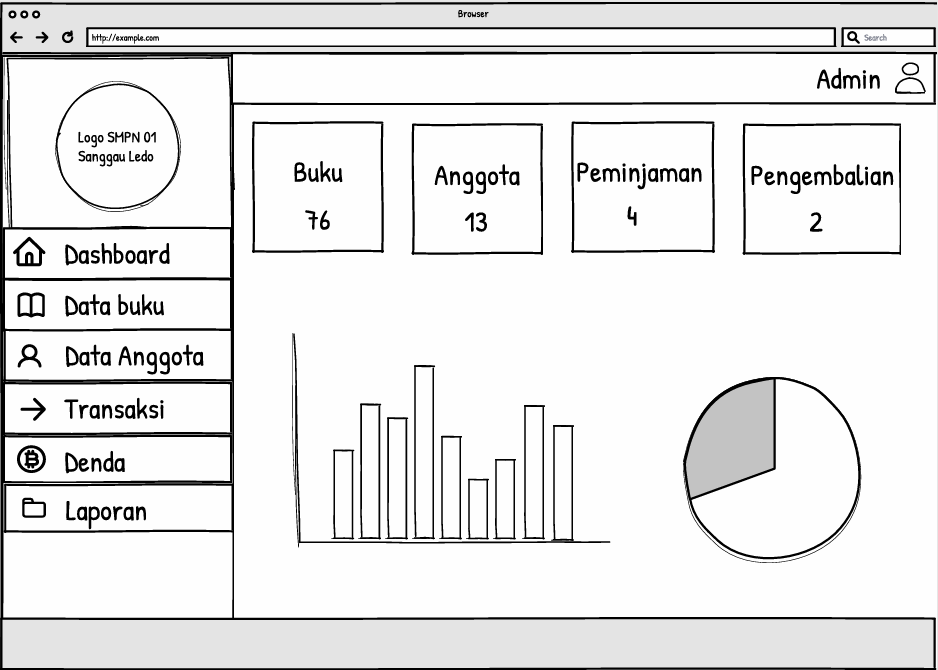 Browser
http://example.com
Search
Admin
Logo SMPN 01
Sanggau Ledo
Dashboard
Data buku
Data Anggota
Transaksi
Denda
Laporan
Buku
76
Anggota
13
Peminjaman
4
Pengembalian
2